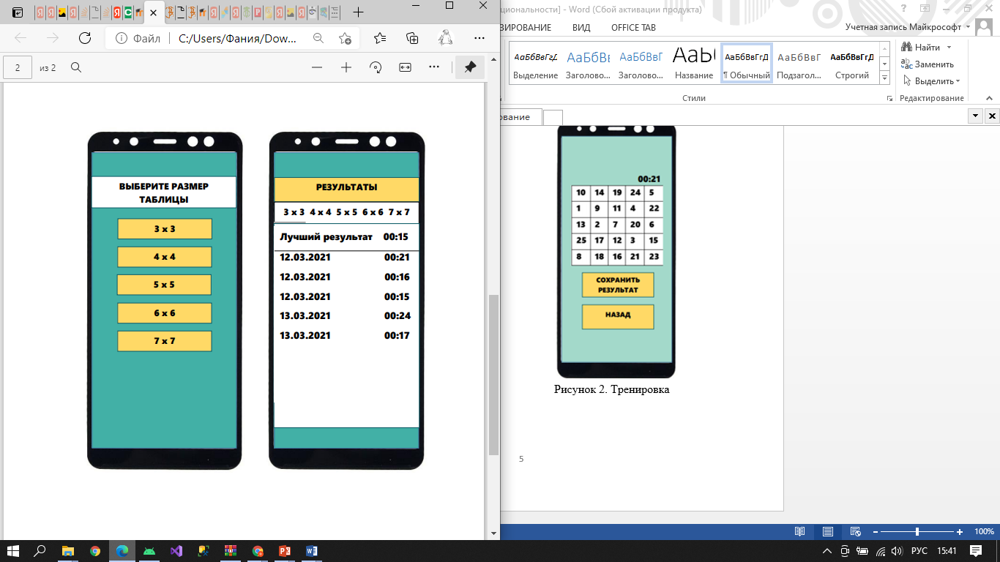 циональности] - Word (Сбой активации продукта)
Файл
C:/Users/Фания/Dow...
ЗИРОВАНИЕ
ВИД
OFFICE TAB
Учетная запись Майкрософт
2
из 2
АаБбВвГгД
АаБбВ
АаБбВвГ
АаБ
АаБбВвГгД
АаБбВвГ
АаБбВвГгД
Выделение
Заголово...
Заголово...
Название
¶ Обычный
Подзагол...
Строгий
Найти
Заменить
Выделить
Стили
Редактирование
ование
ВЫБЕРИТЕ РАЗМЕР
ТАБЛИЦЫ
3 x 3
4 x 4
5 x 5
6 x 6
7 x 7
РЕЗУЛЬТАТЫ
3 x 3 4 x 4 5 x 5 6 x 6 7 x 7
Лучший результат 00:15
12.03.2021 00:21
12.03.2021 00:16
12.03.2021 00:15
13.03.2021 00:24
13.03.2021 00:17
00:21
10 14 19 24 5
1 9 11 4 22
13 2 7 20 6
25 17 12 3 15
8 18 16 21 23
СОХРАНИТЬ
РЕЗУЛЬТАТ
НАЗАД
Рисунок 2. Тренировка
5
100%
РУС
15:41